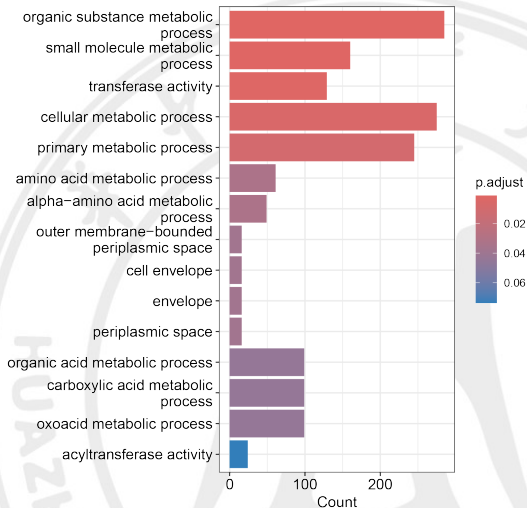 organic substance metabolic
process
small molecule metabolic
process
transferase activity
cellular metabolic process
primary metabolic process
amino acid metabolic process
alpha−amino acid metabolic
process
outer membrane−bounded
periplasmic space
cell envelope
envelope
periplasmic space
organic acid metabolic process
carboxylic acid metabolic
process
oxoacid metabolic process
acyltransferase activity
0 100 200
Count
p.adjust
0.02
0.06
HUAZH